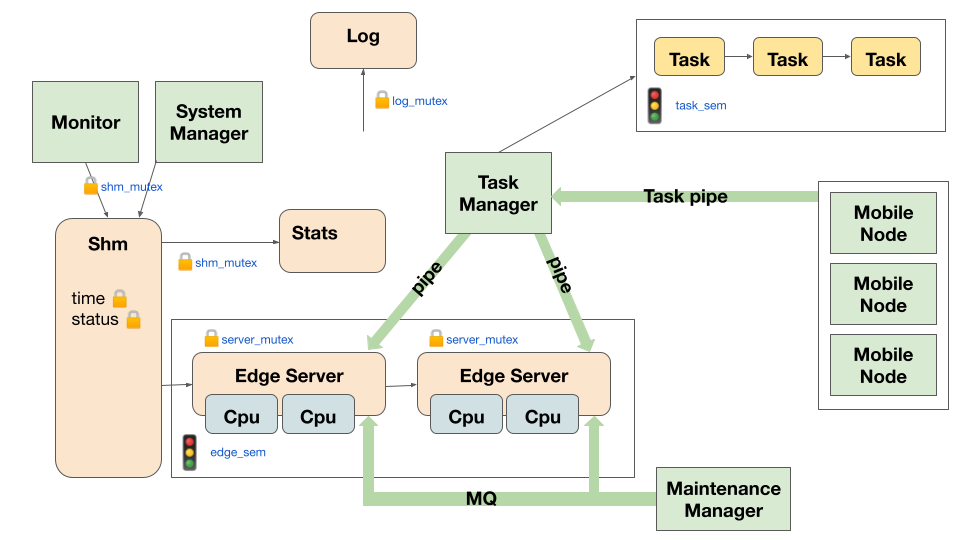 Log
log_mutex
Task
Task
Task
task_sem
Monitor
System
Manager
shm_mutex
Task
Manager
Task pipe
Mobile
Node
Mobile
Node
Mobile
Node
Shm
time
status
Stats
shm_mutex
pipe
pipe
server_mutex
server_mutex
Edge Server
Edge Server
Cpu
Cpu
Cpu
Cpu
edge_sem
MQ
Maintenance
Manager